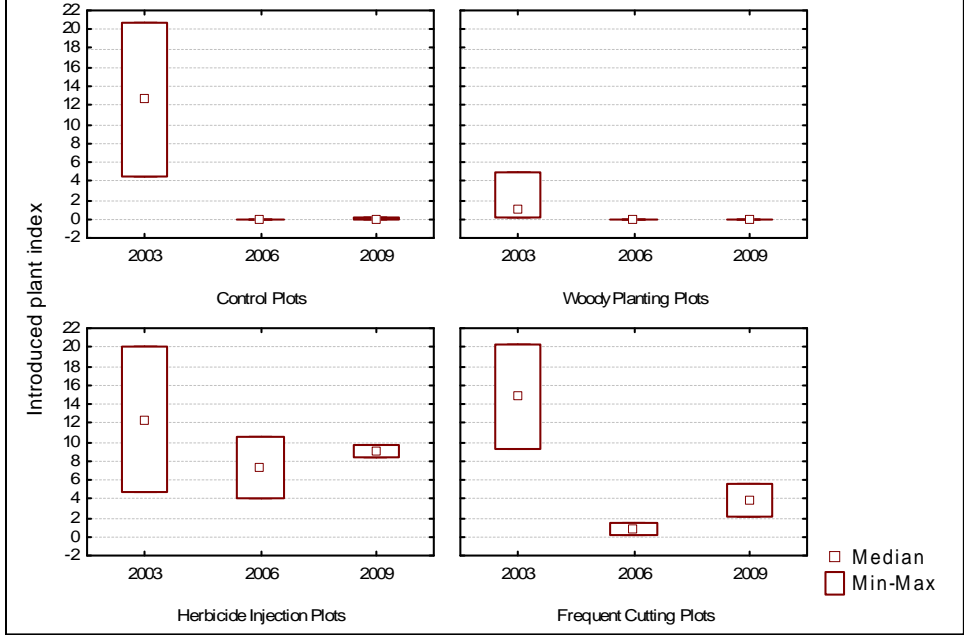 Introduced plant index
22
20
18
16
14
12
10
8
6
4
2
0
-2
2003 2006 2009
Control Plots
2003 2006 2009
Woody Planting Plots
22
20
18
16
14
12
10
8
6
4
2
0
-2
2003 2006 2009
Herbicide Injection Plots
2003 2006 2009
Frequent Cutting Plots
Median
Min-Max